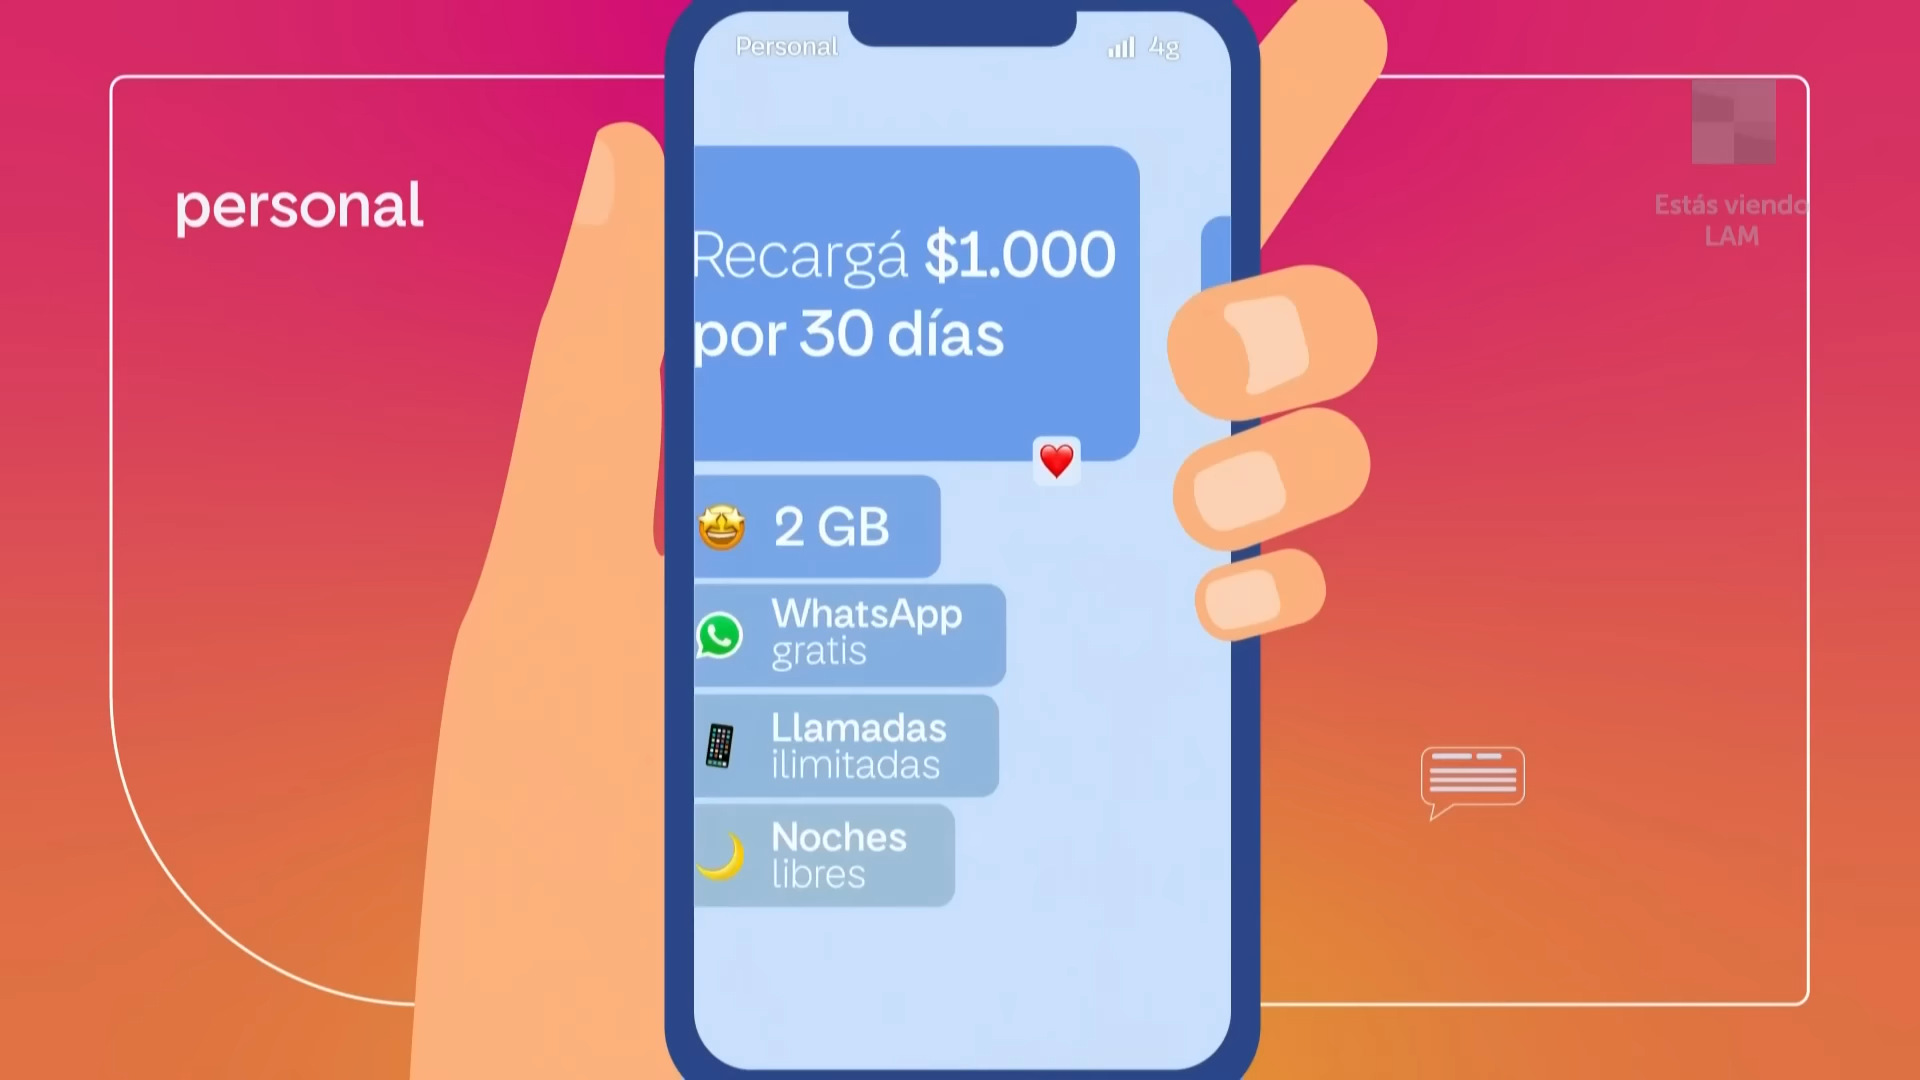 Personal
4g
personal
Estás viendo
LAM
Recargá $1.000
por 30 días
2 GB
WhatsApp
gratis
Llamadas
ilimitadas
Noches
libres